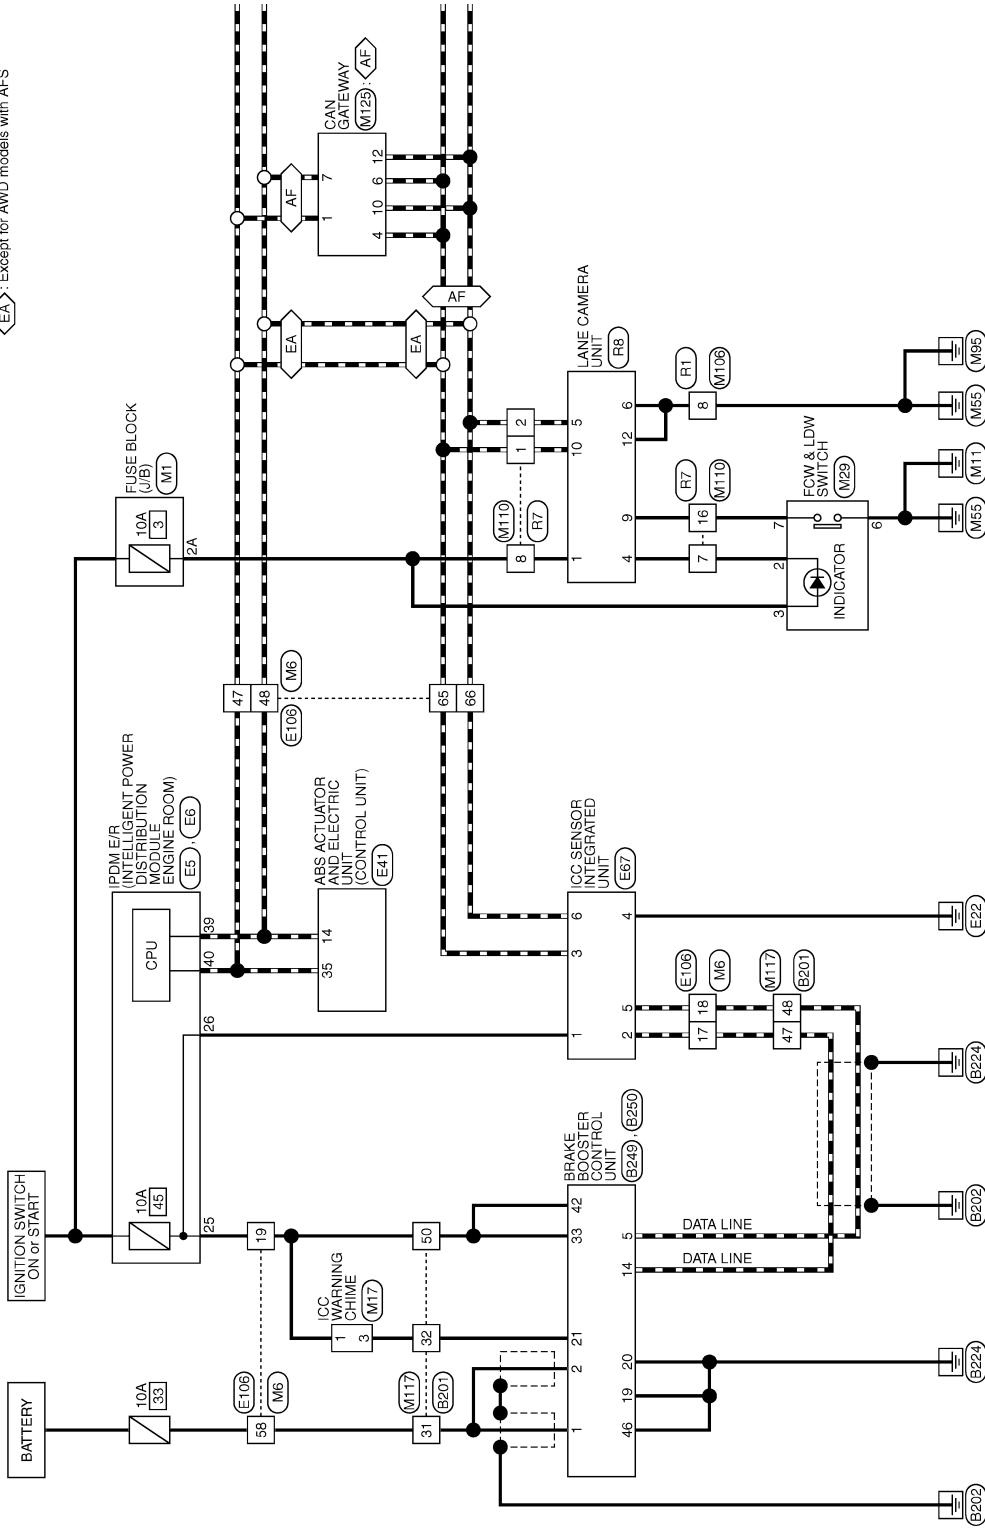 EA : Except for AWD models with AFS
BATTERY
10A
33
E106
M6
58
M117
B201
31
IGNITION SWITCH
ON or START
IPDM E/R
(INTELLIGENT POWER
DISTRIBUTION
MODULE
ENGINE ROOM)
E5 , E6
10A
45
CPU
25
26
40
39
19
50
ICC
WARNING
CHIME
M17
1
3
32
BRAKE
BOOSTER
CONTROL
UNIT
B249 , B250
1
2
21
33
42
46
19
20
14
5
DATA LINE
DATA LINE
B202
B224
B202
B224
ABS ACTUATOR
AND ELECTRIC
UNIT
(CONTROL UNIT)
E41
35
14
ICC SENSOR
INTEGRATED
UNIT
E67
1
3
6
2
5
4
E106
M6
17
18
M117
B201
47
48
E22
FUSE BLOCK
(J/B)
M1
10A
3
2A
47
48
E106
M6
65
66
M110
R7
8
1
2
LANE CAMERA
UNIT
R8
1
10
5
4
9
12
6
R7
M110
7
16
R1
M106
8
FCW & LDW
SWITCH
M29
INDICATOR
3
2
7
6
M55
M11
M55
M95
EA
EA
AF
AF
CAN
GATEWAY
M125 : AF
1
7
4
10
6
12